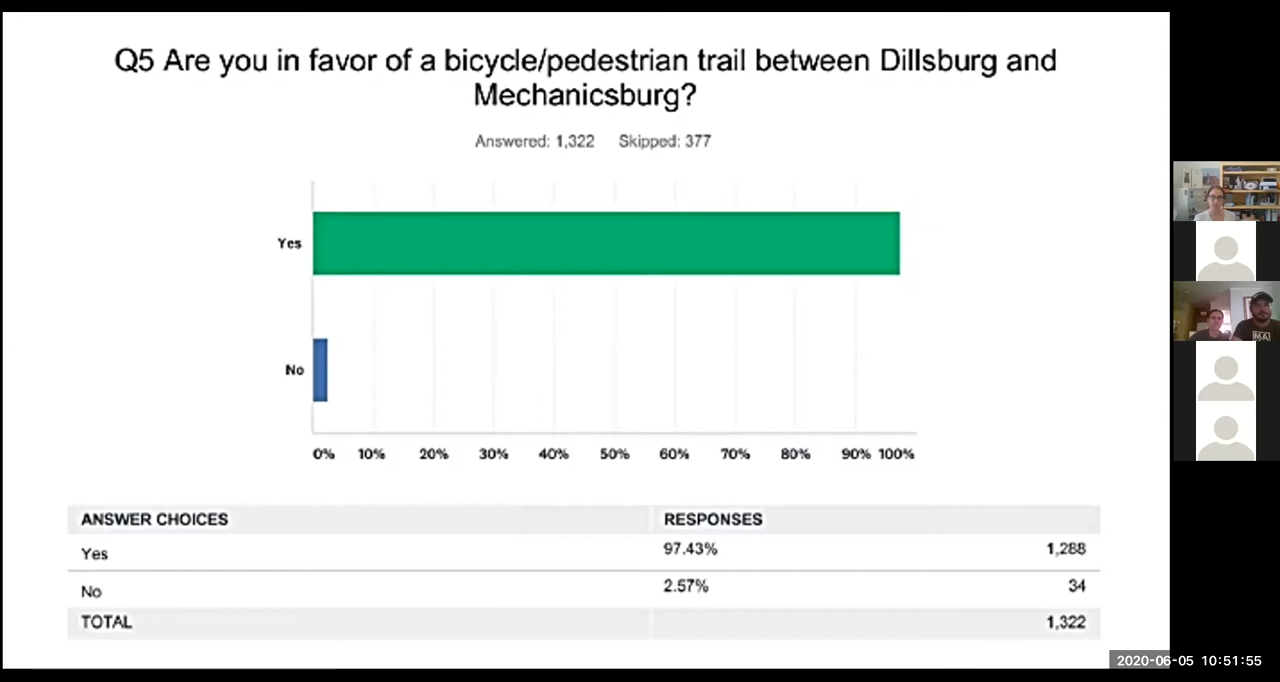 Q5 Are you in favor of a bicycle/pedestrian trail between Dillsburg and
Mechanicsburg?
Answered: 1,322 Skipped: 377
Yes
No
0% 10% 20% 30% 40% 50% 60% 70% 80% 90% 100%
ANSWER CHOICES RESPONSES
Yes 97.43% 1,288
No 2.57% 34
TOTAL 1,322
2020-06-05 10:51:55